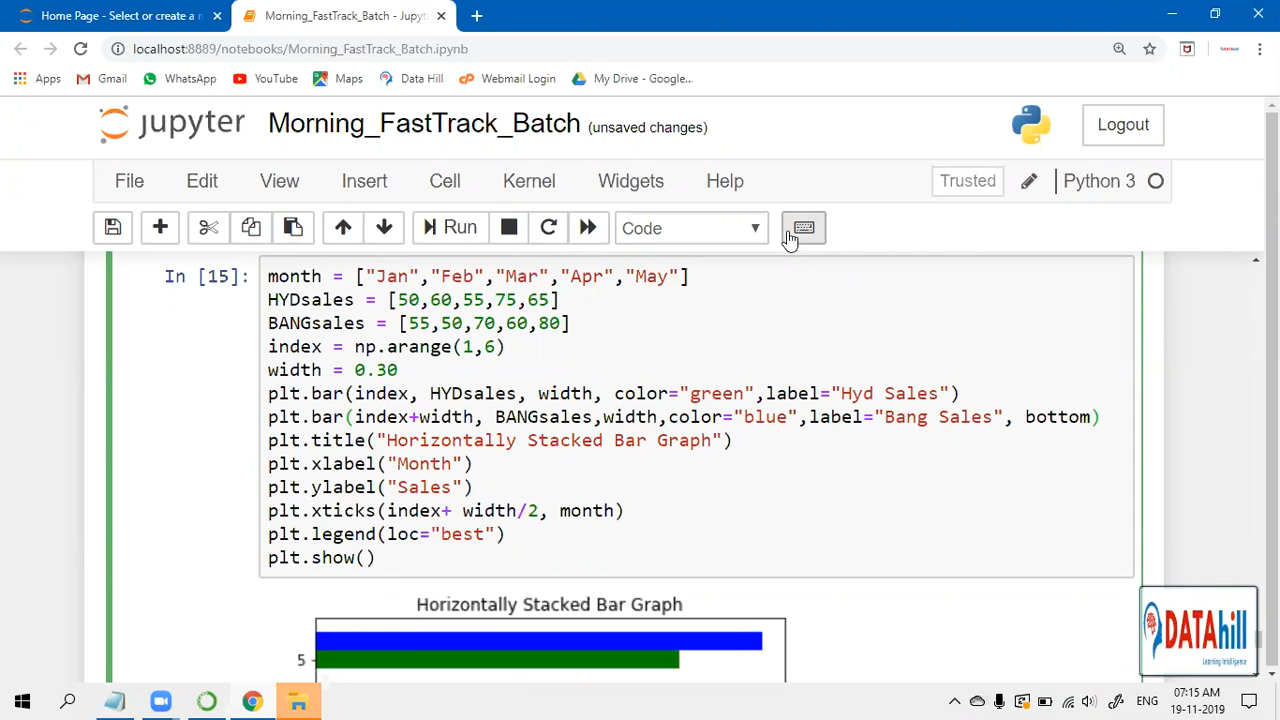 Home Page - Select or create a n
Morning_FastTrack_Batch - Jupyt
localhost:8889/notebooks/Morning_FastTrack_Batch.ipynb
Apps Gmail WhatsApp YouTube Maps Data Hill Webmail Login My Drive - Google...
jupyter Morning_FastTrack_Batch (unsaved changes) Logout
File Edit View Insert Cell Kernel Widgets Help Trusted Python 3
Run Code
In [15]: month = ["Jan","Feb","Mar","Apr","May"]
HYDsales = [50,60,55,75,65]
BANGsales = [55,50,70,60,80]
index = np.arange(1,6)
width = 0.30
plt.bar(index, HYDsales, width, color="green",label="Hyd Sales")
plt.bar(index+width, BANGsales,width,color="blue",label="Bang Sales", bottom)
plt.title("Horizontally Stacked Bar Graph")
plt.xlabel("Month")
plt.ylabel("Sales")
plt.xticks(index+ width/2, month)
plt.legend(loc="best")
plt.show()
Horizontally Stacked Bar Graph
5
DATAhill
Learning Intelligence
ENG
07:15 AM
19-11-2019